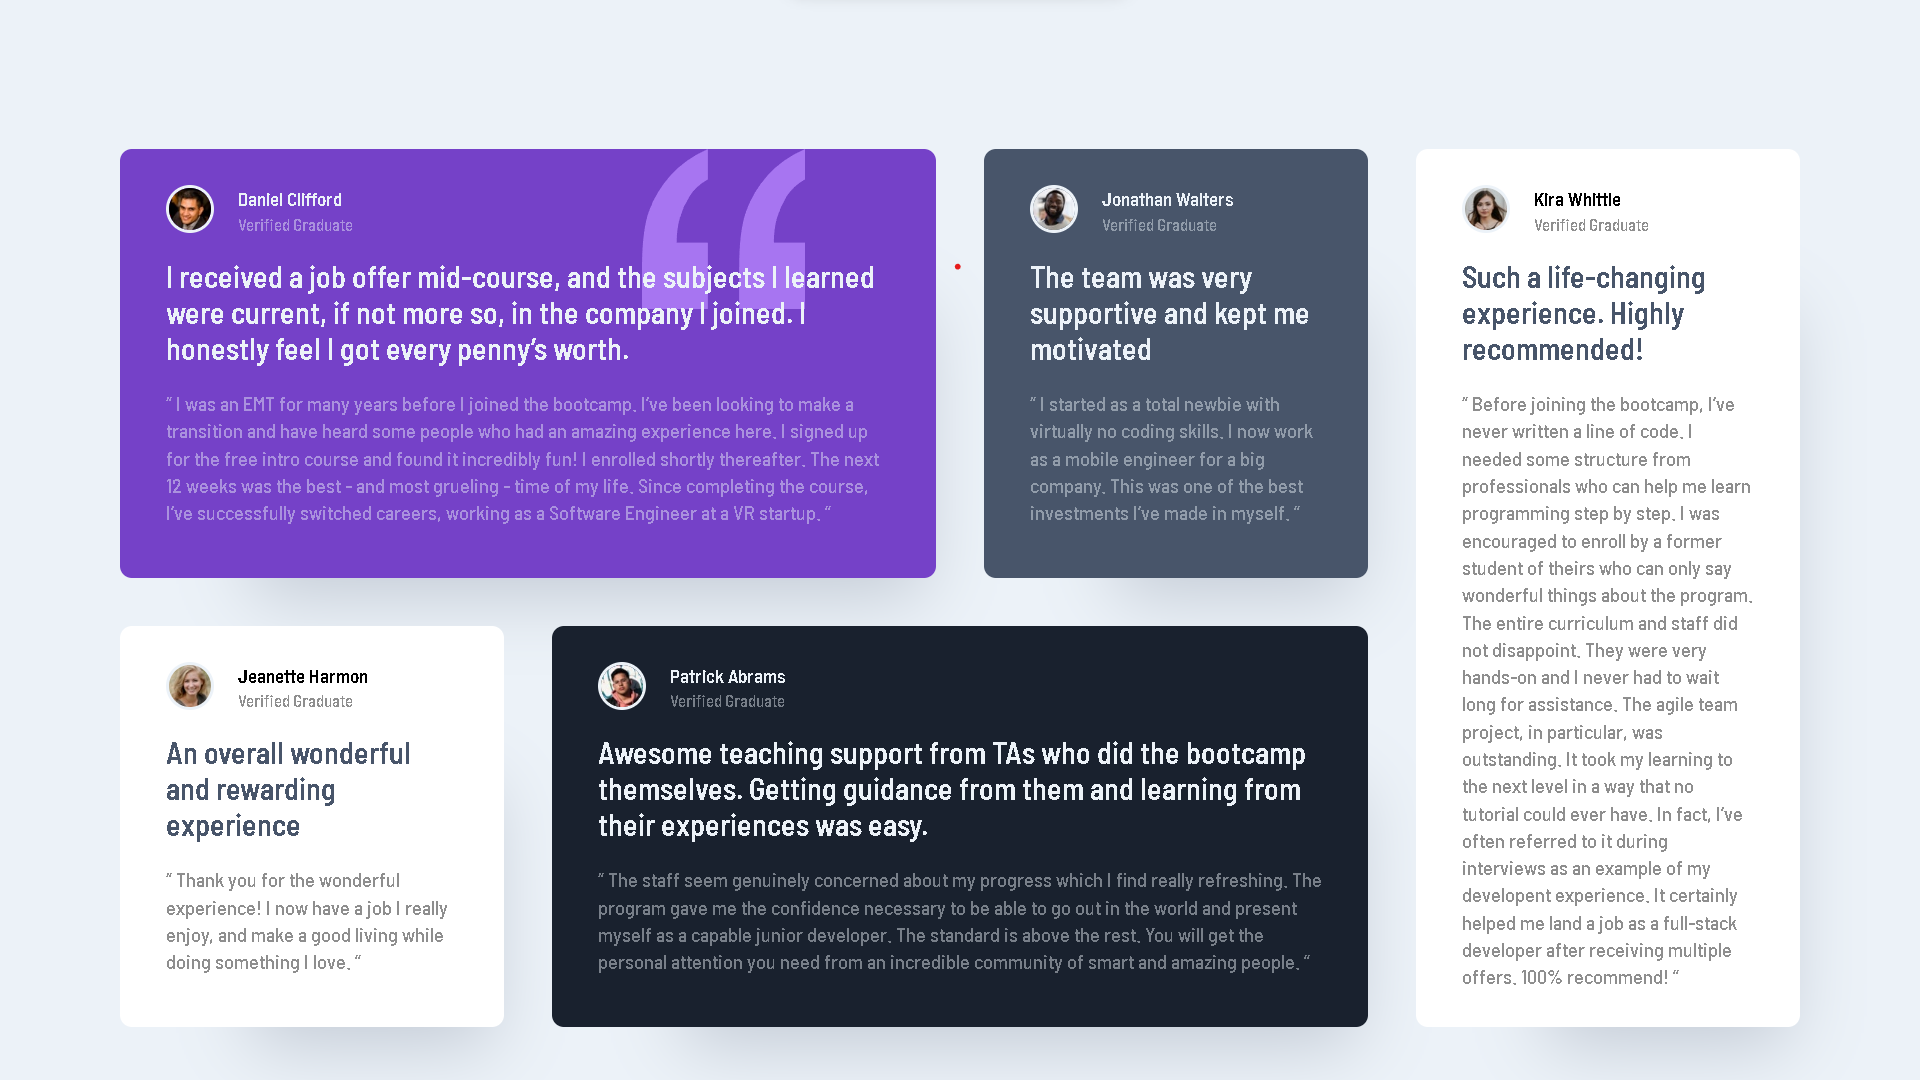 Daniel Clifford
Verified Graduate
I received a job offer mid-course, and the subjects I learned
were current, if not more so, in the company I joined. I
honestly feel I got every penny’s worth.
“ I was an EMT for many years before I joined the bootcamp. I’ve been looking to make a
transition and have heard some people who had an amazing experience here. I signed up
for the free intro course and found it incredibly fun! I enrolled shortly thereafter. The next
12 weeks was the best - and most grueling - time of my life. Since completing the course,
I’ve successfully switched careers, working as a Software Engineer at a VR startup. “
Jonathan Walters
Verified Graduate
The team was very
supportive and kept me
motivated
“ I started as a total newbie with
virtually no coding skills. I now work
as a mobile engineer for a big
company. This was one of the best
investments I’ve made in myself. “
Kira Whittle
Verified Graduate
Such a life-changing
experience. Highly
recommended!
“ Before joining the bootcamp, I’ve
never written a line of code. I
needed some structure from
professionals who can help me learn
programming step by step. I was
encouraged to enroll by a former
student of theirs who can only say
wonderful things about the program.
The entire curriculum and staff did
not disappoint. They were very
hands-on and I never had to wait
long for assistance. The agile team
project, in particular, was
outstanding. It took my learning to
the next level in a way that no
tutorial could ever have. In fact, I’ve
often referred to it during
interviews as an example of my
developent experience. It certainly
helped me land a job as a full-stack
developer after receiving multiple
offers. 100% recommend! “
Jeanette Harmon
Verified Graduate
An overall wonderful
and rewarding
experience
“ Thank you for the wonderful
experience! I now have a job I really
enjoy, and make a good living while
doing something I love. “
Patrick Abrams
Verified Graduate
Awesome teaching support from TAs who did the bootcamp
themselves. Getting guidance from them and learning from
their experiences was easy.
“ The staff seem genuinely concerned about my progress which I find really refreshing. The
program gave me the confidence necessary to be able to go out in the world and present
myself as a capable junior developer. The standard is above the rest. You will get the
personal attention you need from an incredible community of smart and amazing people. “